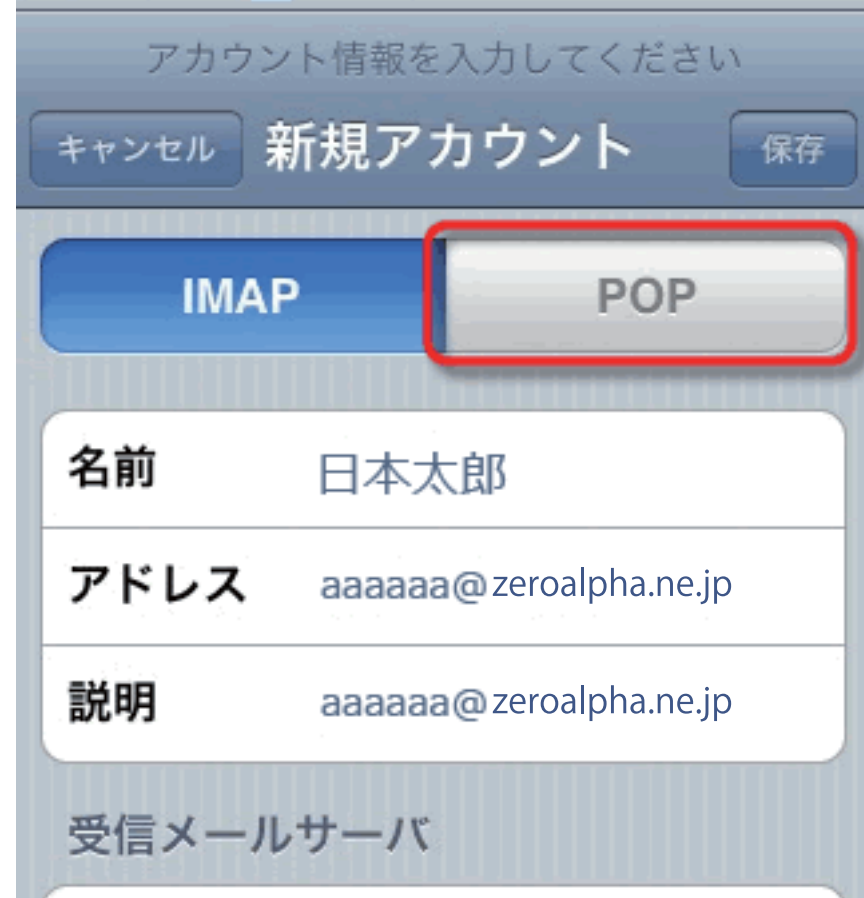 アカウント情報を入力してください
キャンセル 新規アカウント 保存
IMAP POP
名前 日本太郎
アドレス aaaaaa@zeroalpha.ne.jp
説明 aaaaaa@zeroalpha.ne.jp
受信メールサーバ